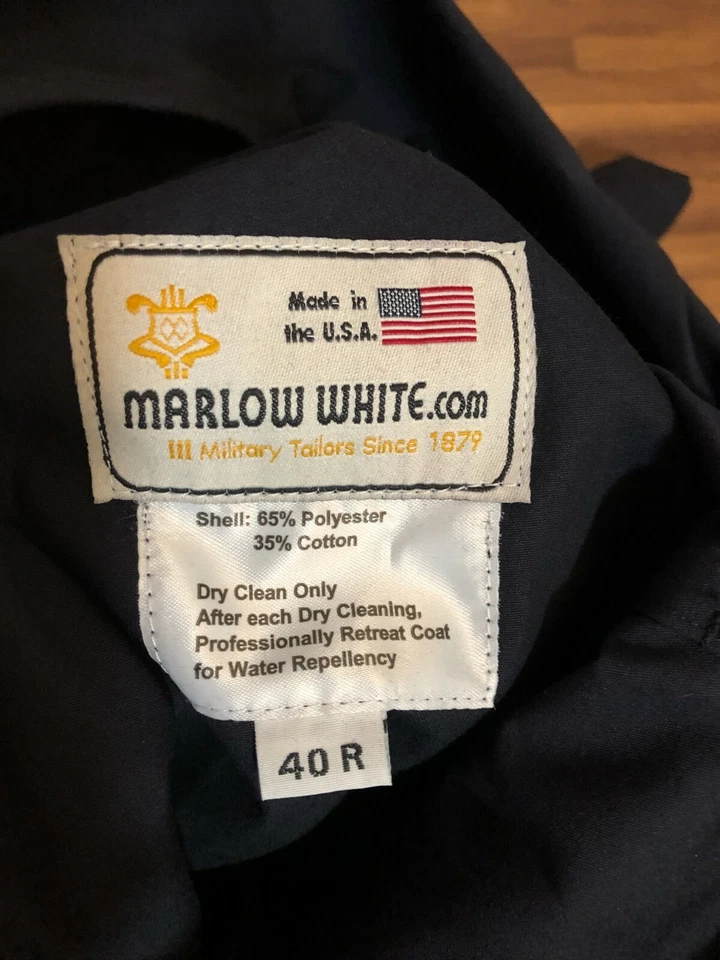 Made in
the U.S.A.
MARLOW WHITE.com
Military Tailors Since 1879
Shell: 65% Polyester
35% Cotton
Dry Clean Only
After each Dry Cleaning,
Professionally Retreat Coat
for Water Repellency
40 R